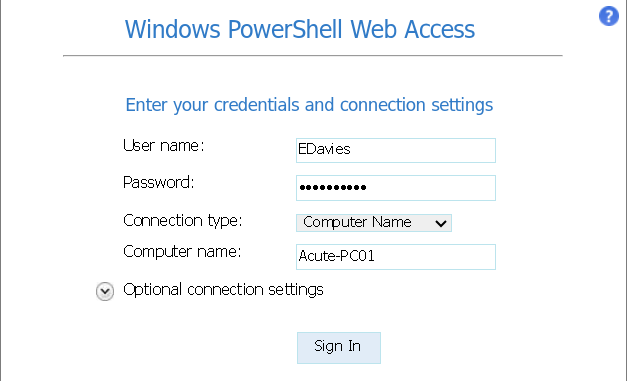 Windows PowerShell Web Access
?
Enter your credentials and connection settings
User name: EDavies
Password: ••••••••••
Connection type: Computer Name
Computer name: Acute-PC01
Optional connection settings
Sign In